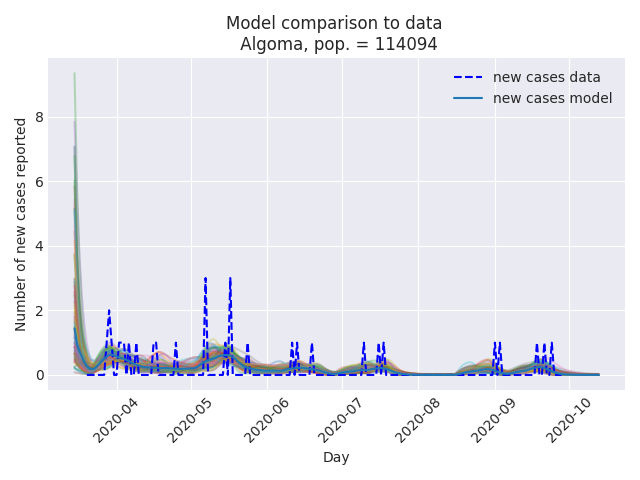 Model comparison to data
Algoma, pop. = 114094
new cases data
new cases model
Number of new cases reported
8
6
4
2
0
2020-04
2020-05
2020-06
2020-07
2020-08
2020-09
2020-10
Day